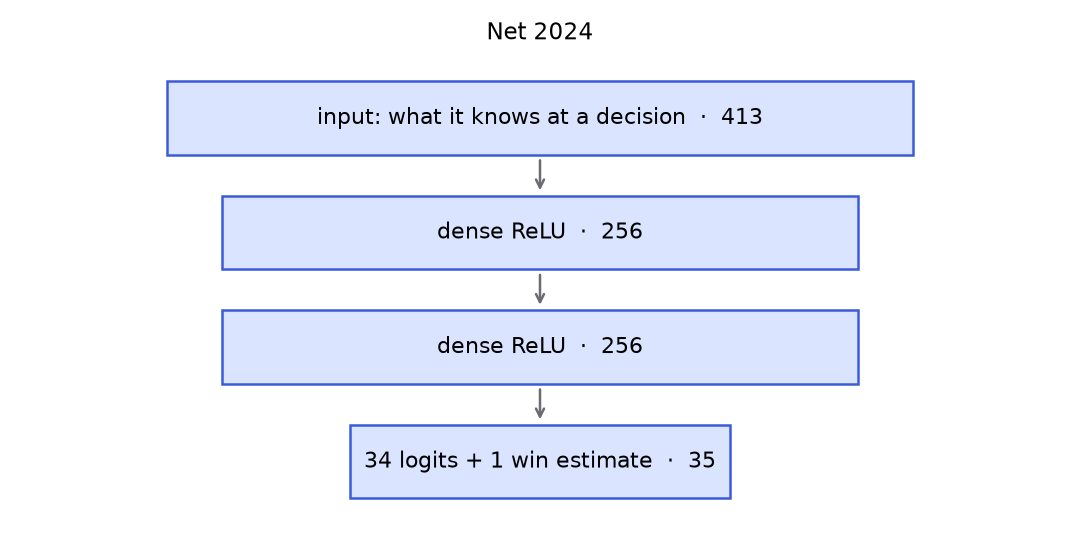 Net 2024
input: what it knows at a decision · 413
dense ReLU · 256
dense ReLU · 256
34 logits + 1 win estimate · 35